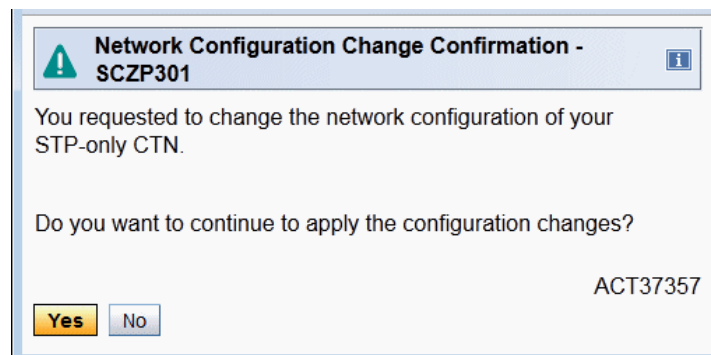 Network Configuration Change Confirmation -
SCZP301
i
You requested to change the network configuration of your
STP-only CTN.
Do you want to continue to apply the configuration changes?
ACT37357
Yes No